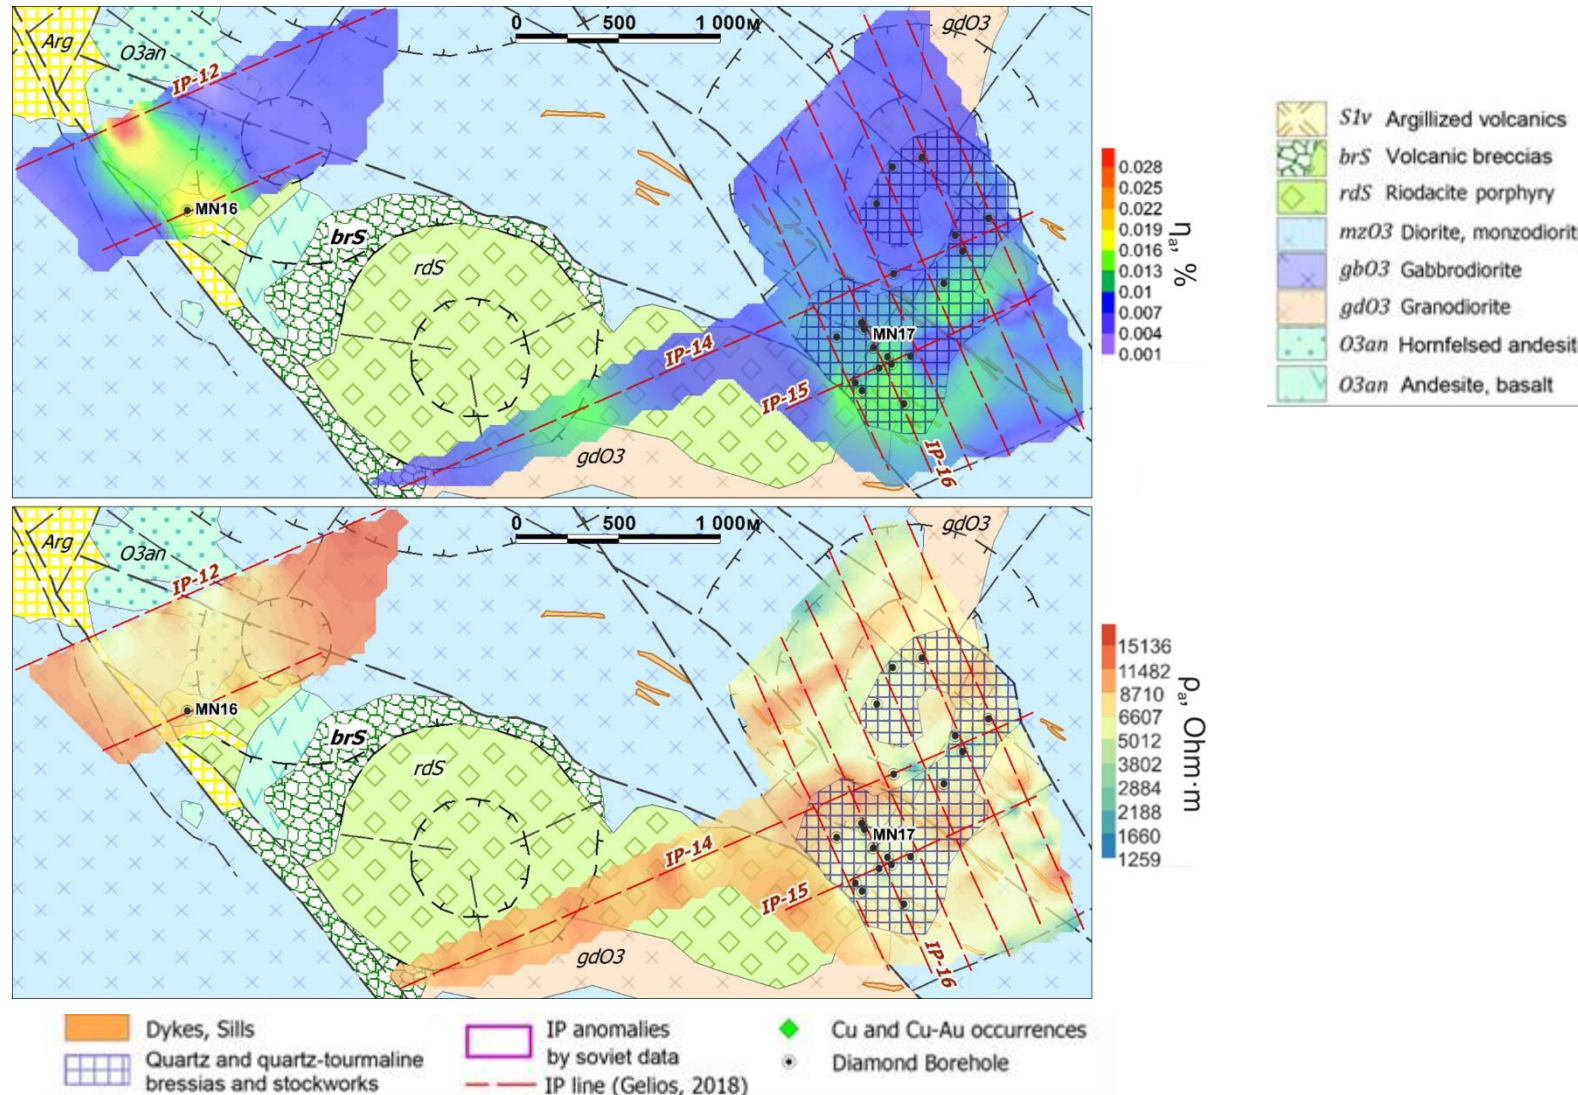 Arg
O3an
IP-12
0 500 1 000м
gdO3
MN16
brS
rdS
IP-14
IP-15
MN17
gdO3
IP-16
0.028
0.025
0.022
0.019
0.016
0.013
0.01
0.007
0.004
0.001
ηa, %
S1v Argillized volcanics
brS Volcanic breccias
rdS Riodacite porphyry
mzO3 Diorite, monzodiorit
gbO3 Gabbrodiorite
gdO3 Granodiorite
O3an Hornfelsed andesit
O3an Andesite, basalt
Arg
O3an
IP-12
0 500 1 000м
gdO3
MN16
brS
rdS
IP-14
IP-15
MN17
gdO3
IP-16
15136
11482
8710
6607
5012
3802
2884
2188
1660
1259
ρa, Ohm·m
Dykes, Sills
Quartz and quartz-tourmaline
bressias and stockworks
IP anomalies
by soviet data
IP line (Gelios, 2018)
Cu and Cu-Au occurrences
Diamond Borehole